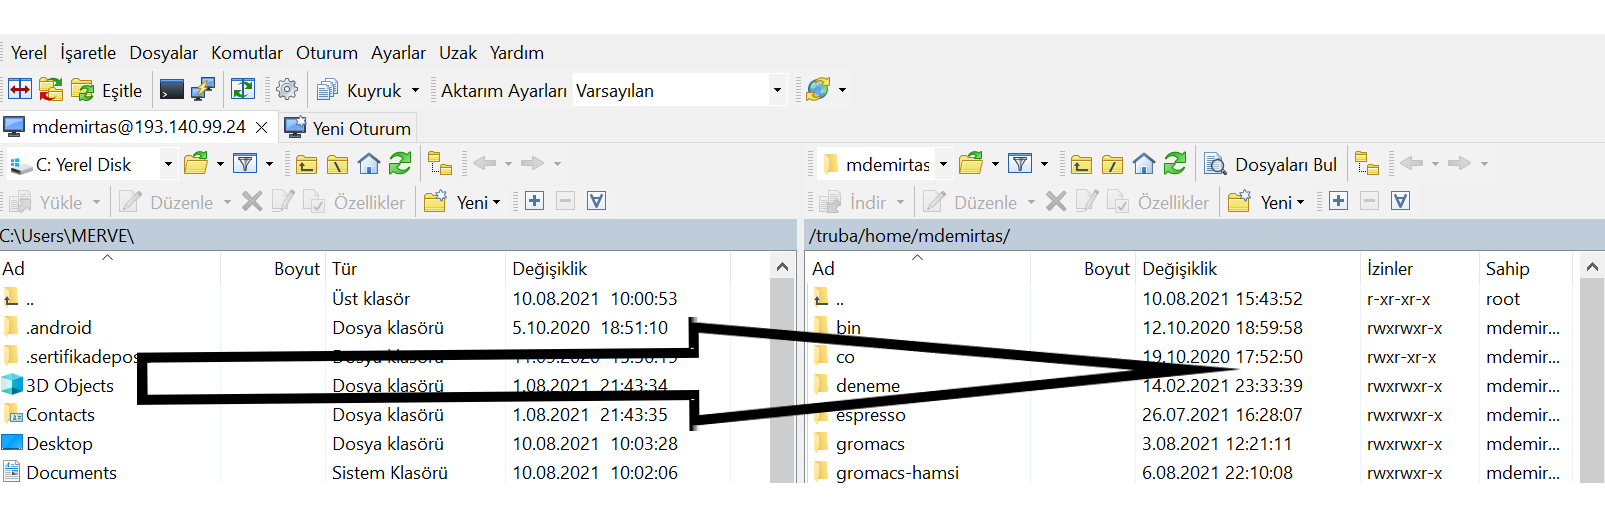 Yerel İşaretle Dosyalar Komutlar Oturum Ayarlar Uzak Yardım
Eşitle Kuyruk Aktarım Ayarları Varsayılan
mdemirtas@193.140.99.24 Yeni Oturum
C: Yerel Disk mdemirtas Dosyaları Bul
Yükle Düzenle Özellikler Yeni İndir Düzenle Özellikler Yeni
C:\Users\MERVE\ /truba/home/mdemirtas/
Ad Boyut Tür Değişiklik Ad Boyut Değişiklik İzinler Sahip
.. Üst klasör 10.08.2021 10:00:53 .. 10.08.2021 15:43:52 r-xr-xr-x root
.android Dosya klasörü 5.10.2020 18:51:10 bin 12.10.2020 18:59:58 rwxrwxr-x mdemir...
.sertifikadepos Dosya klasörü co 19.10.2020 17:52:50 rwxr-xr-x mdemir...
3D Objects Dosya klasörü 1.08.2021 21:43:34 deneme 14.02.2021 23:33:39 rwxrwxr-x mdemir...
Contacts Dosya klasörü 1.08.2021 21:43:35 espresso 26.07.2021 16:28:07 rwxrwxr-x mdemir...
Desktop Dosya klasörü 10.08.2021 10:03:28 gromacs 3.08.2021 12:21:11 rwxrwxr-x mdemir...
Documents Sistem Klasörü 10.08.2021 10:02:06 gromacs-hamsi 6.08.2021 22:10:08 rwxrwxr-x mdemir...